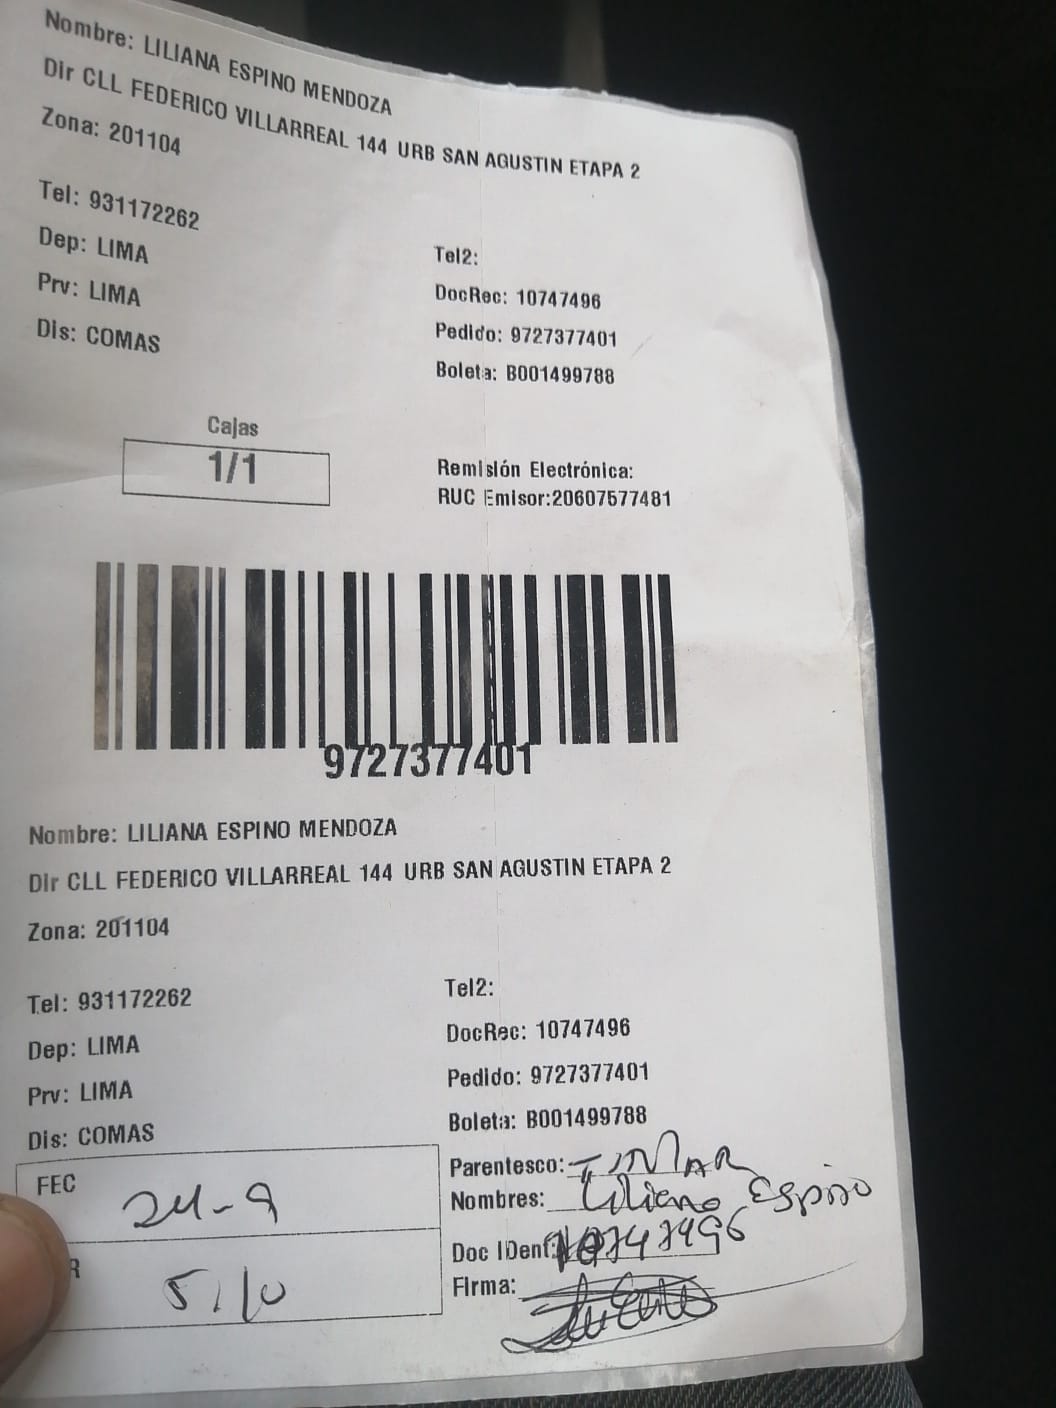 Nombre: LILIANA ESPINO MENDOZA
Dir CLL FEDERICO VILLARREAL 144 URB SAN AGUSTIN ETAPA 2
Zona: 201104
Tel: 931172262
Dep: LIMA
Prv: LIMA
Dis: COMAS
Tel2:
DocRec: 10747496
Pedido: 9727377401
Boleta: B001499788
Cajas
1/1
Remisión Electrónica:
RUC Emisor:20607577481
9727377401
Nombre: LILIANA ESPINO MENDOZA
Dir CLL FEDERICO VILLARREAL 144 URB SAN AGUSTIN ETAPA 2
Zona: 201104
Tel: 931172262
Dep: LIMA
Prv: LIMA
Dis: COMAS
Tel2:
DocRec: 10747496
Pedido: 9727377401
Boleta: B001499788
FEC 24-9
R 5:10
Parentesco:
Nombres: Liliana Espino
Doc IDent: 10747496
Firma: